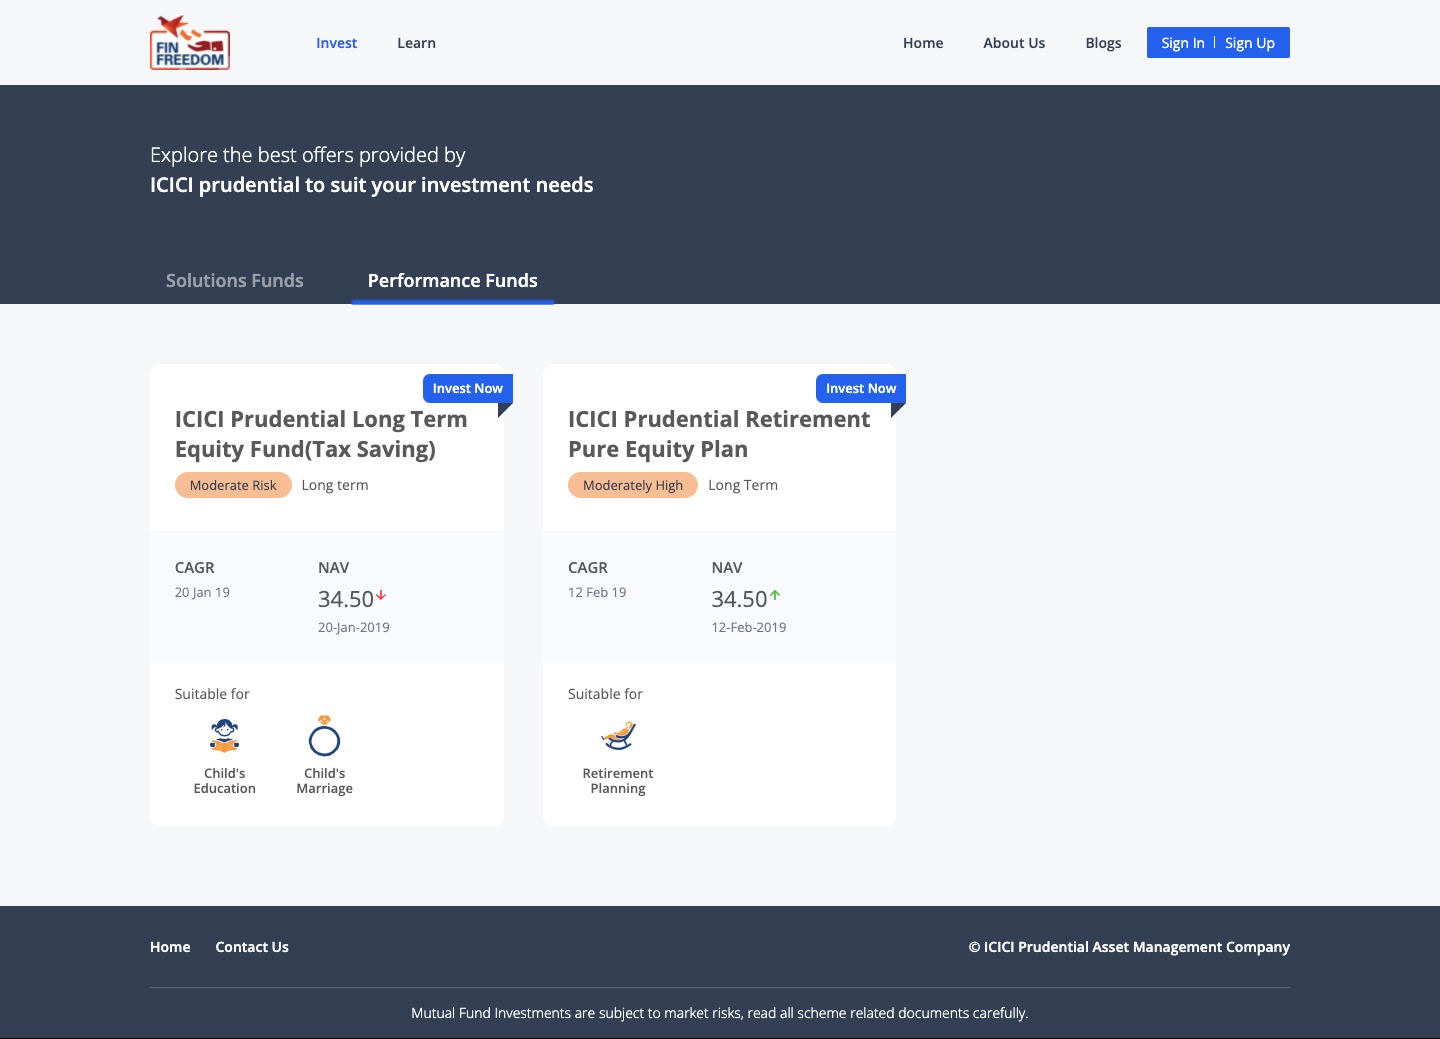 FIN
FREEDOM
Invest
Learn
Home
About Us
Blogs
Sign In | Sign Up
Explore the best offers provided by
ICICI prudential to suit your investment needs
Solutions Funds
Performance Funds
Invest Now
ICICI Prudential Long Term
Equity Fund(Tax Saving)
Moderate Risk
Long term
CAGR
20 Jan 19
NAV
34.50
20-Jan-2019
Suitable for
Child's
Education
Child's
Marriage
Invest Now
ICICI Prudential Retirement
Pure Equity Plan
Moderately High
Long Term
CAGR
12 Feb 19
NAV
34.50
12-Feb-2019
Suitable for
Retirement
Planning
Home
Contact Us
© ICICI Prudential Asset Management Company
Mutual Fund Investments are subject to market risks, read all scheme related documents carefully.